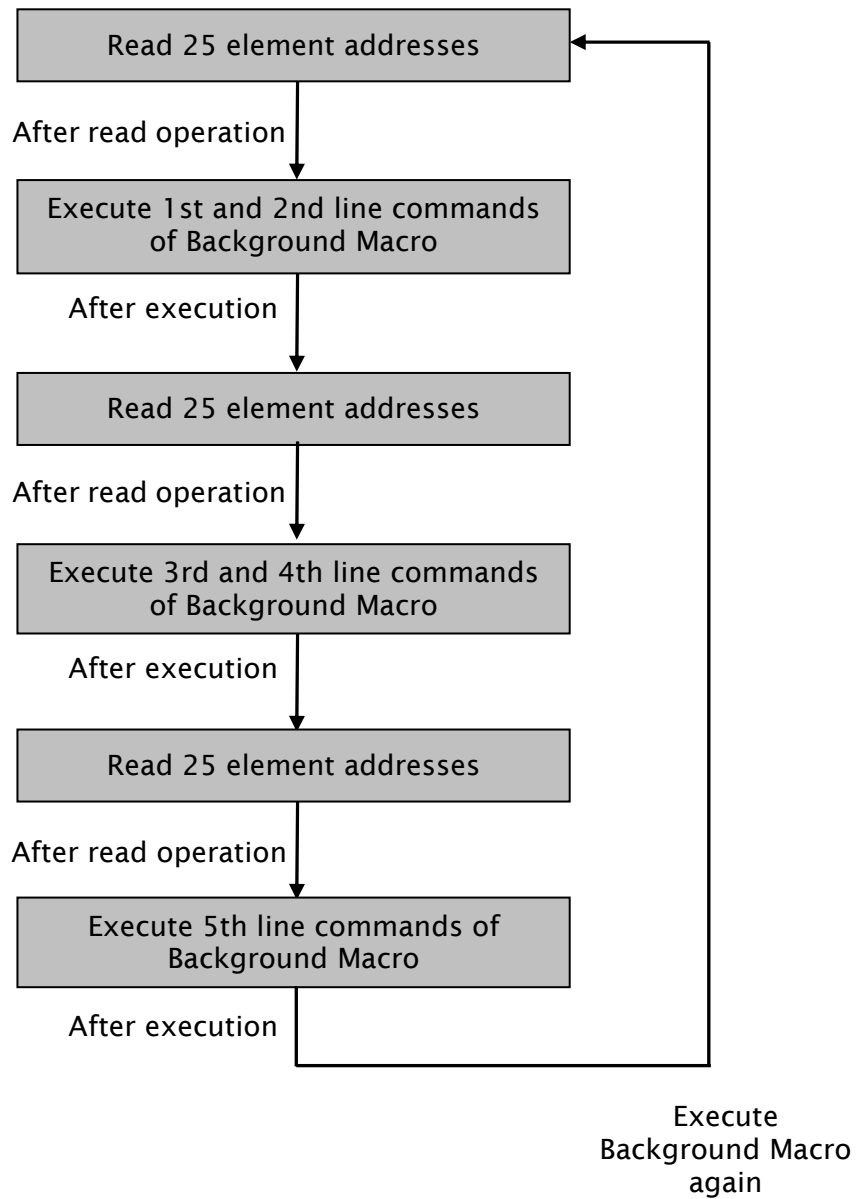 Read 25 element addresses
After read operation
Execute 1st and 2nd line commands
of Background Macro
After execution
Read 25 element addresses
After read operation
Execute 3rd and 4th line commands
of Background Macro
After execution
Read 25 element addresses
After read operation
Execute 5th line commands of
Background Macro
After execution
Execute
Background Macro
again